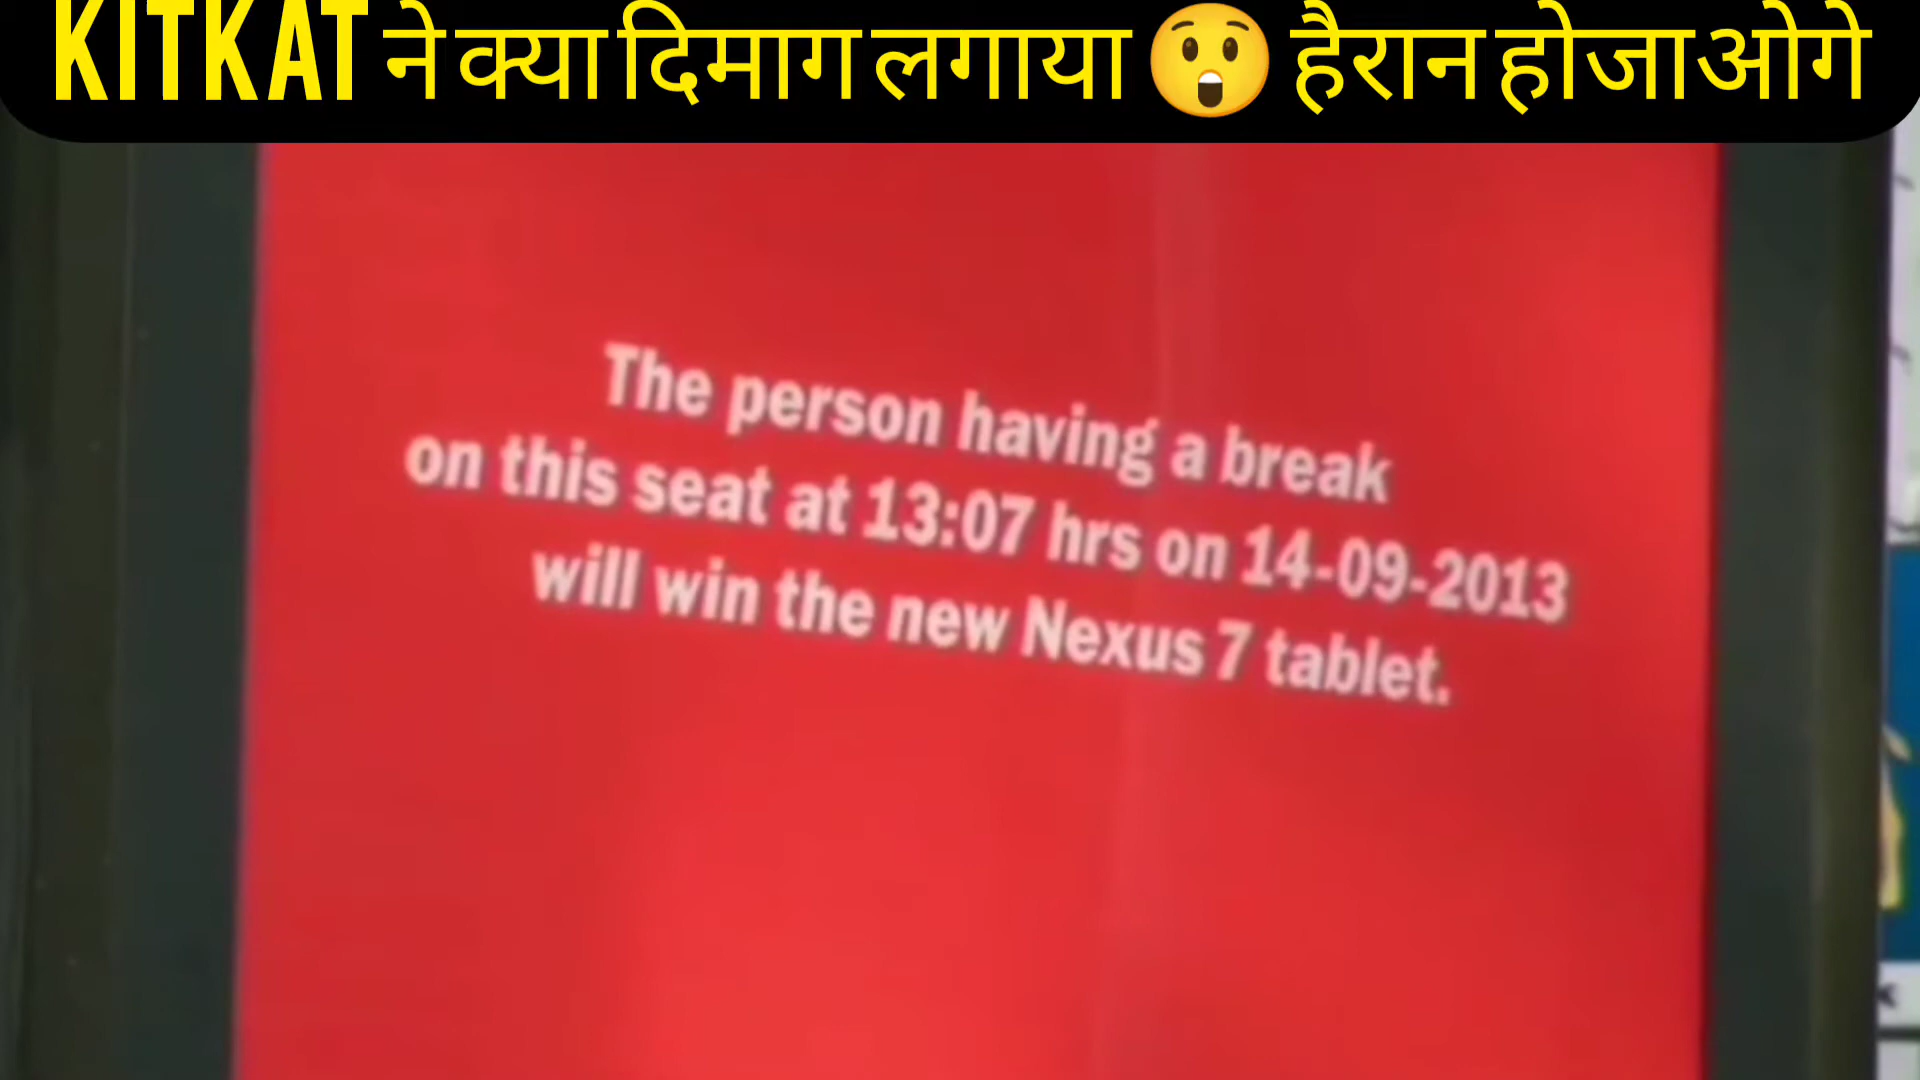 KITKAT ने क्या दिमाग लगाया 😲 हैरान होजाओगे
The person having a break
on this seat at 13:07 hrs on 14-09-2013
will win the new Nexus 7 tablet.